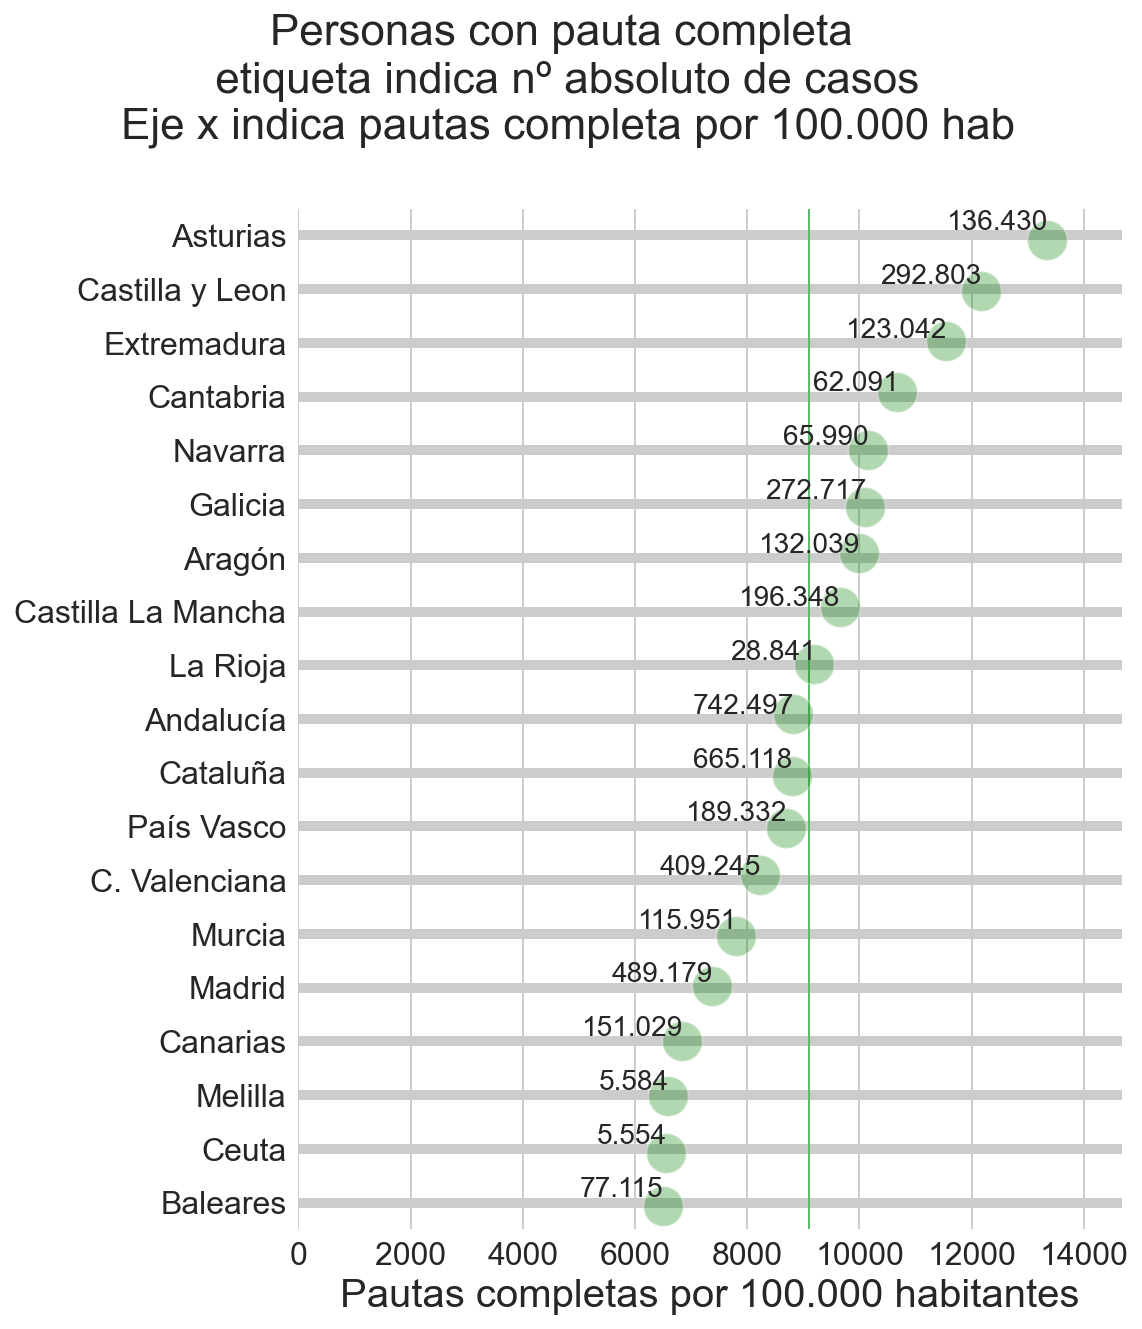 Personas con pauta completa
etiqueta indica nº absoluto de casos
Eje x indica pautas completa por 100.000 hab
Asturias 136.430
Castilla y Leon 292.803
Extremadura 123.042
Cantabria 62.091
Navarra 65.990
Galicia 272.717
Aragón 132.039
Castilla La Mancha 196.348
La Rioja 28.841
Andalucía 742.497
Cataluña 665.118
País Vasco 189.332
C. Valenciana 409.245
Murcia 115.951
Madrid 489.179
Canarias 151.029
Melilla 5.584
Ceuta 5.554
Baleares 77.115
0 2000 4000 6000 8000 10000 12000 14000
Pautas completas por 100.000 habitantes